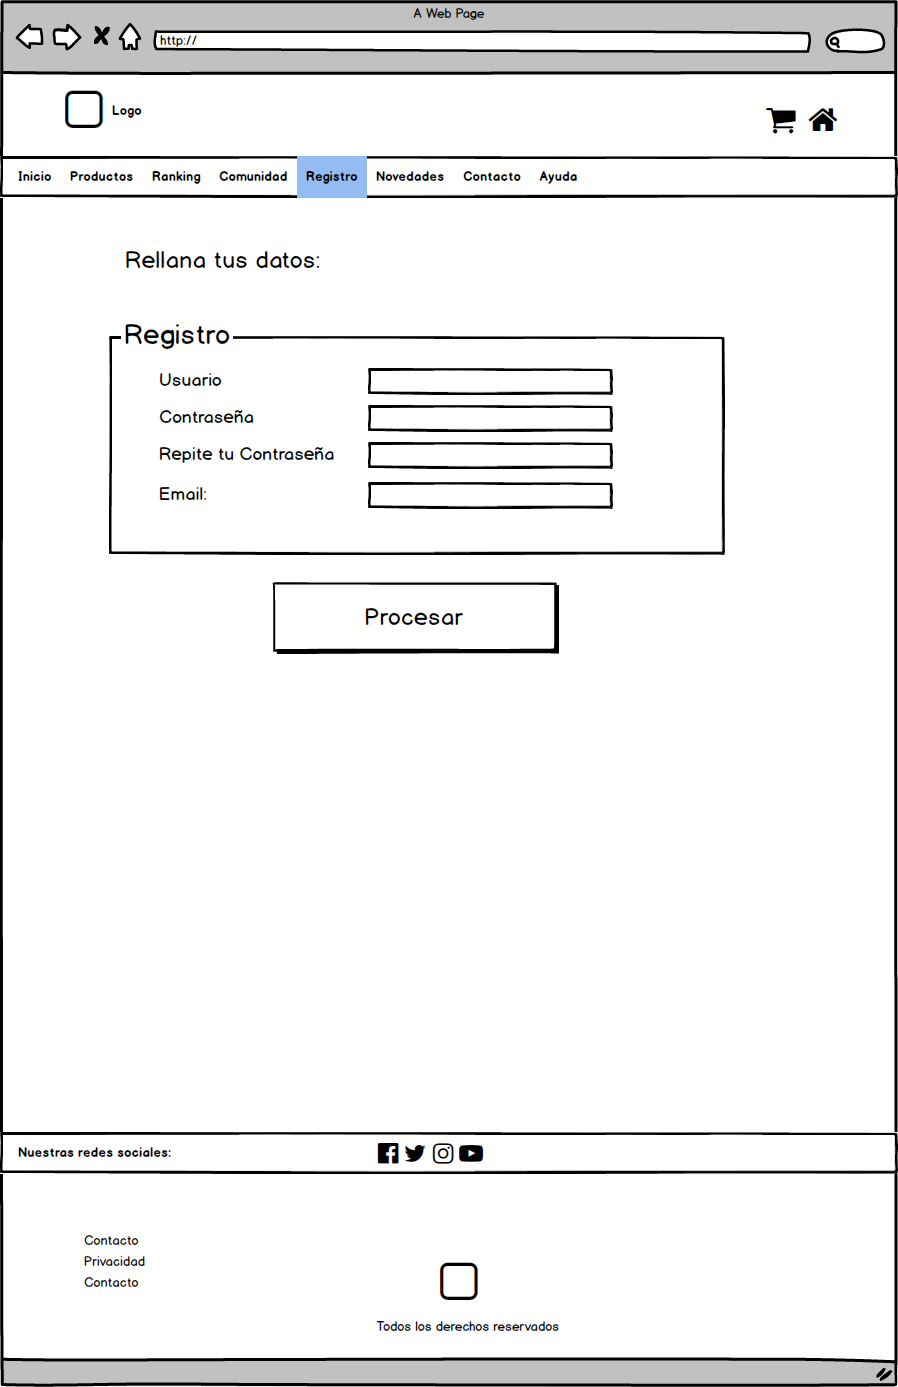 A Web Page
http://
Logo
Inicio Productos Ranking Comunidad Registro Novedades Contacto Ayuda
Rellana tus datos:
Registro
Usuario
Contraseña
Repite tu Contraseña
Email:
Procesar
Nuestras redes sociales:
Contacto
Privacidad
Contacto
Todos los derechos reservados